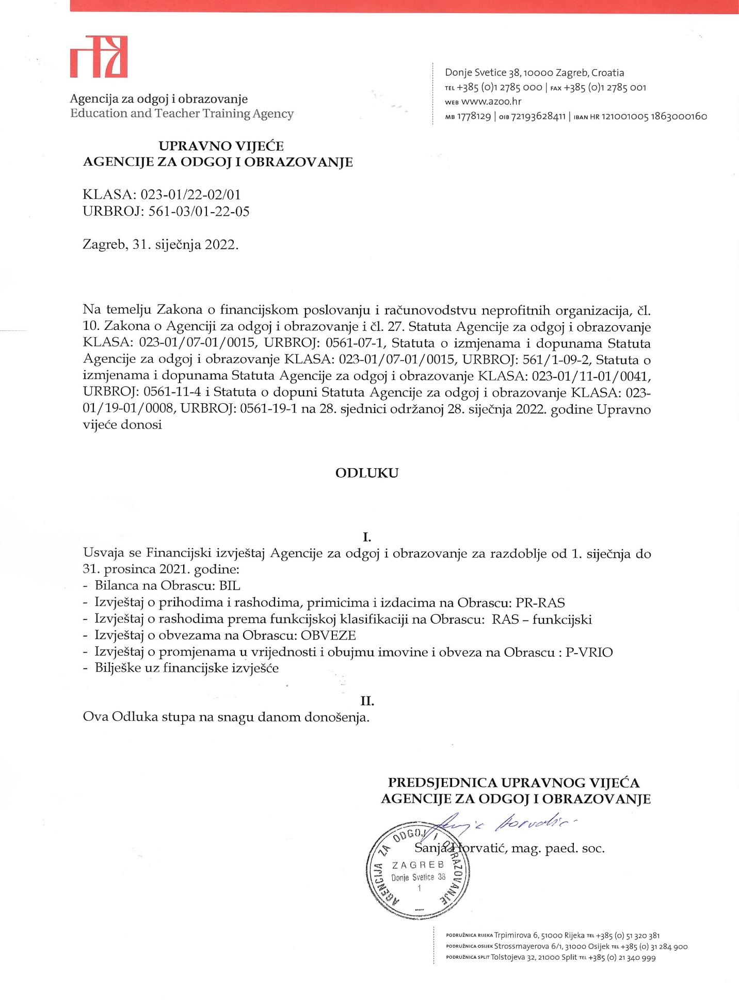 Agencija za odgoj i obrazovanje
Education and Teacher Training Agency
Donje Svetice 38, 10000 Zagreb, Croatia
TEL +385 (0)1 2785 000 | FAX +385 (0)1 2785 001
WEB www.azoo.hr
MB 1778129 | OIB 72193628411 | IBAN HR 121001005 1863000160
UPRAVNO VIJEĆE
AGENCIJE ZA ODGOJ I OBRAZOVANJE
KLASA: 023-01/22-02/01
URBROJ: 561-03/01-22-05
Zagreb, 31. siječnja 2022.
Na temelju Zakona o financijskom poslovanju i računovodstvu neprofitnih organizacija, čl.
10. Zakona o Agenciji za odgoj i obrazovanje i čl. 27. Statuta Agencije za odgoj i obrazovanje
KLASA: 023-01/07-01/0015, URBROJ: 0561-07-1, Statuta o izmjenama i dopunama Statuta
Agencije za odgoj i obrazovanje KLASA: 023-01/07-01/0015, URBROJ: 561/1-09-2, Statuta o
izmjenama i dopunama Statuta Agencije za odgoj i obrazovanje KLASA: 023-01/11-01/0041,
URBROJ: 0561-11-4 i Statuta o dopuni Statuta Agencije za odgoj i obrazovanje KLASA: 023-
01/19-01/0008, URBROJ: 0561-19-1 na 28. sjednici održanoj 28. siječnja 2022. godine Upravno
vijeće donosi
ODLUKU
I.
Usvaja se Financijski izvještaj Agencije za odgoj i obrazovanje za razdoblje od 1. siječnja do
31. prosinca 2021. godine:
- Bilanca na Obrascu: BIL
- Izvještaj o prihodima i rashodima, primicima i izdacima na Obrascu: PR-RAS
- Izvještaj o rashodima prema funkcijskoj klasifikaciji na Obrascu: RAS – funkcijski
- Izvještaj o obvezama na Obrascu: OBVEZE
- Izvještaj o promjenama u vrijednosti i obujmu imovine i obveza na Obrascu : P-VRIO
- Bilješke uz financijske izvješće
II.
Ova Odluka stupa na snagu danom donošenja.
PREDSJEDNICA UPRAVNOG VIJEĆA
AGENCIJE ZA ODGOJ I OBRAZOVANJE
Sanja Horvatić
Sanja Horvatić, mag. paed. soc.
AGENCIJA ZA ODGOJ I OBRAZOVANJE
ZAGREB
Donje Svetice 38
1
PODRUŽNICA RIJEKA Trpimirova 6, 51000 Rijeka TEL +385 (0) 51 320 381
PODRUŽNICA OSIJEK Strossmayerova 6/1, 31000 Osijek TEL +385 (0) 31 284 900
PODRUŽNICA SPLIT Tolstojeva 32, 21000 Split TEL +385 (0) 21 340 999